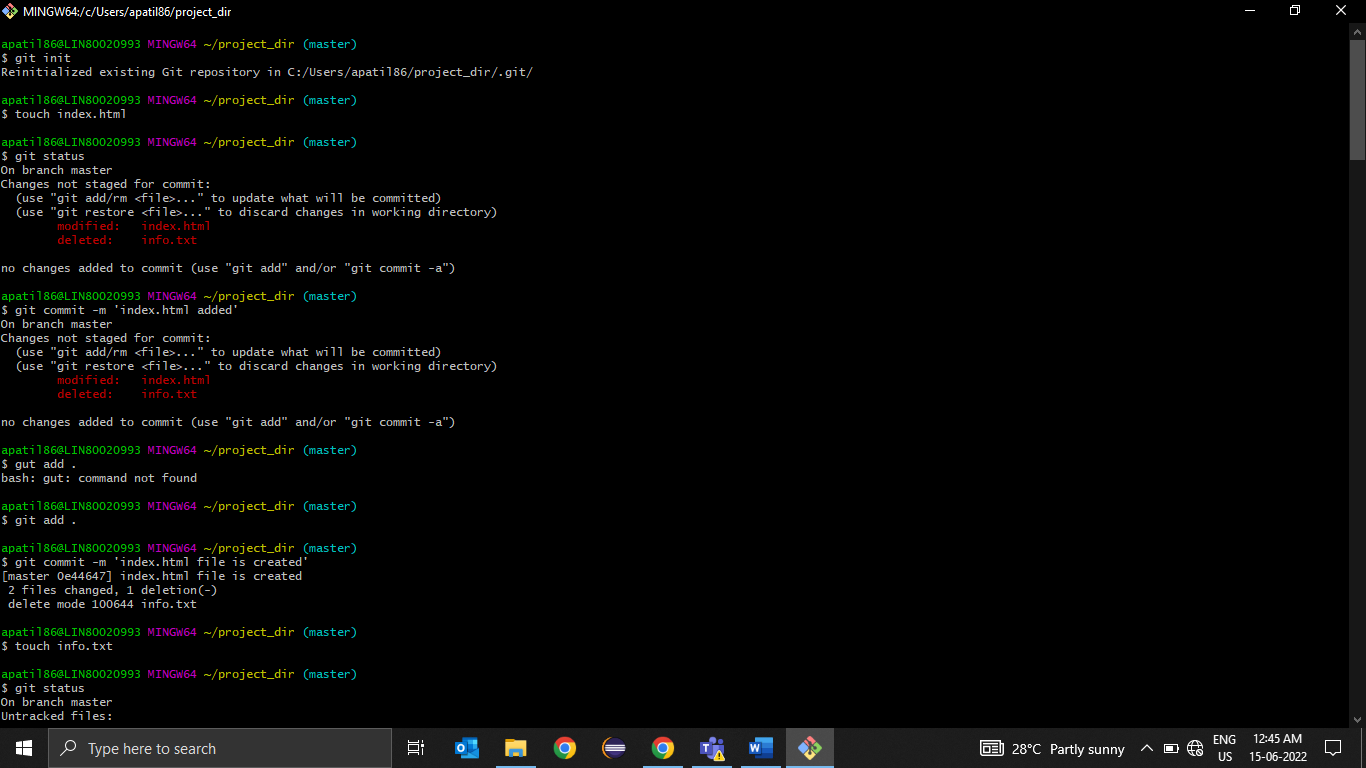 MINGW64:/c/Users/apatil86/project_dir
apatil86@LIN80020993 MINGW64 ~/project_dir (master)
$ git init
Reinitialized existing Git repository in C:/Users/apatil86/project_dir/.git/
apatil86@LIN80020993 MINGW64 ~/project_dir (master)
$ touch index.html
apatil86@LIN80020993 MINGW64 ~/project_dir (master)
$ git status
On branch master
Changes not staged for commit:
  (use "git add/rm <file>..." to update what will be committed)
  (use "git restore <file>..." to discard changes in working directory)
        modified:   index.html
        deleted:    info.txt
no changes added to commit (use "git add" and/or "git commit -a")
apatil86@LIN80020993 MINGW64 ~/project_dir (master)
$ git commit -m 'index.html added'
On branch master
Changes not staged for commit:
  (use "git add/rm <file>..." to update what will be committed)
  (use "git restore <file>..." to discard changes in working directory)
        modified:   index.html
        deleted:    info.txt
no changes added to commit (use "git add" and/or "git commit -a")
apatil86@LIN80020993 MINGW64 ~/project_dir (master)
$ gut add .
bash: gut: command not found
apatil86@LIN80020993 MINGW64 ~/project_dir (master)
$ git add .
apatil86@LIN80020993 MINGW64 ~/project_dir (master)
$ git commit -m 'index.html file is created'
[master 0e44647] index.html file is created
 2 files changed, 1 deletion(-)
 delete mode 100644 info.txt
apatil86@LIN80020993 MINGW64 ~/project_dir (master)
$ touch info.txt
apatil86@LIN80020993 MINGW64 ~/project_dir (master)
$ git status
On branch master
Untracked files:
Type here to search
28°C Partly sunny
ENG
US
12:45 AM
15-06-2022